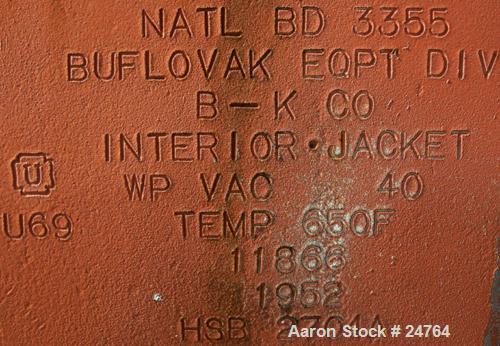 NATL BD 3355
BUFLOVAK EQPT DIV
B-K CO
INTERIOR • JACKET
U
WP VAC 40
U69 TEMP 650F
11866
1952
HSB
Aaron Stock # 24764